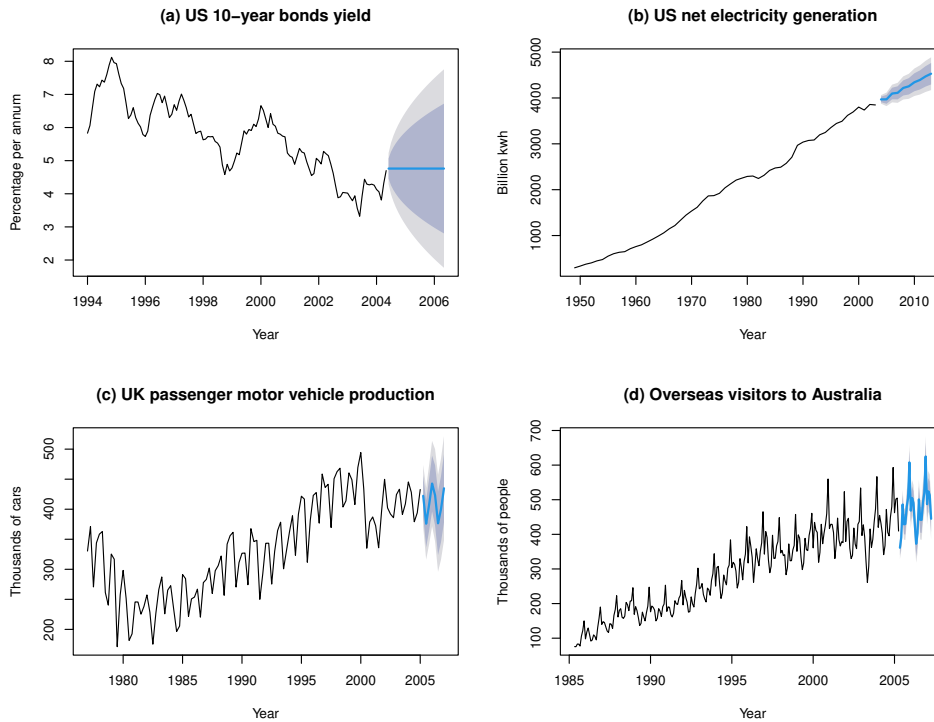 (a) US 10−year bonds yield
Percentage per annum
8
7
6
5
4
3
2
1994 1996 1998 2000 2002 2004 2006
Year
(b) US net electricity generation
Billion kwh
5000
4000
3000
2000
1000
1950 1960 1970 1980 1990 2000 2010
Year
(c) UK passenger motor vehicle production
Thousands of cars
500
400
300
200
1980 1985 1990 1995 2000 2005
Year
(d) Overseas visitors to Australia
Thousands of people
700
600
500
400
300
200
100
1985 1990 1995 2000 2005
Year